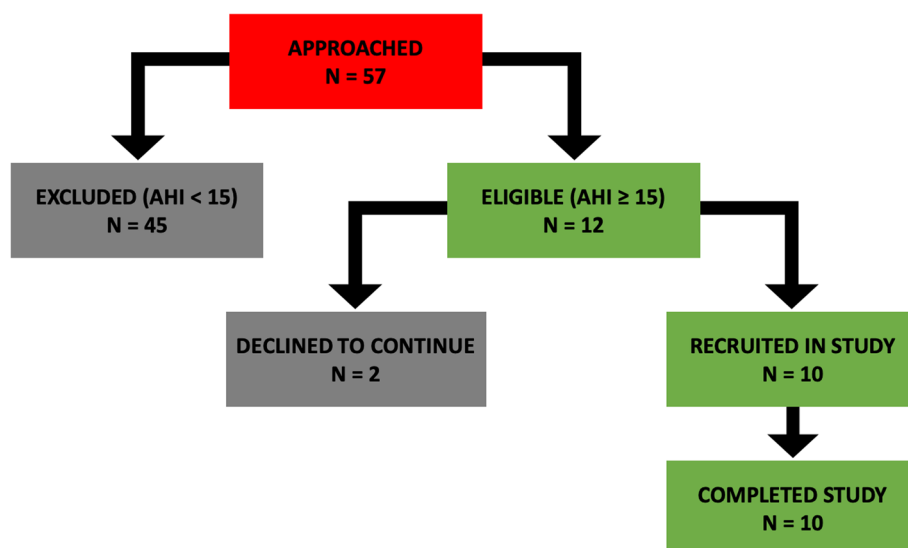 APPROACHED
N = 57
EXCLUDED (AHI < 15)
N = 45
ELIGIBLE (AHI ≥ 15)
N = 12
DECLINED TO CONTINUE
N = 2
RECRUITED IN STUDY
N = 10
COMPLETED STUDY
N = 10